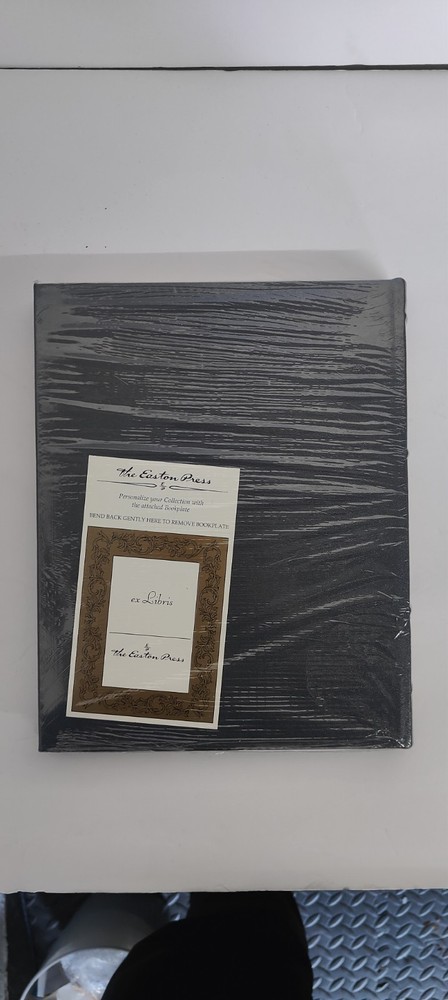 The Easton Press
Personalize your Collection with
the attached Bookplate
BEND BACK GENTLY HERE TO REMOVE BOOKPLATE
ex Libris
The Easton Press